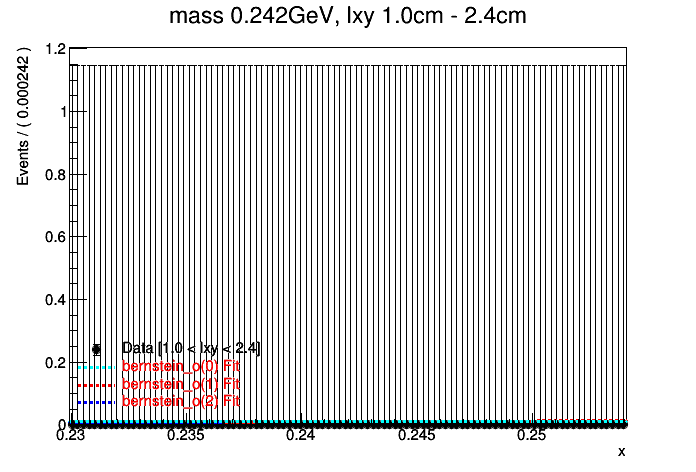 mass 0.242GeV, lxy 1.0cm - 2.4cm
Events / ( 0.000242 )
1.2
1
0.8
0.6
0.4
0.2
0
Data [1.0 < lxy < 2.4]
bernstein_o(0) Fit
bernstein_o(1) Fit
bernstein_o(2) Fit
0.23 0.235 0.24 0.245 0.25
x